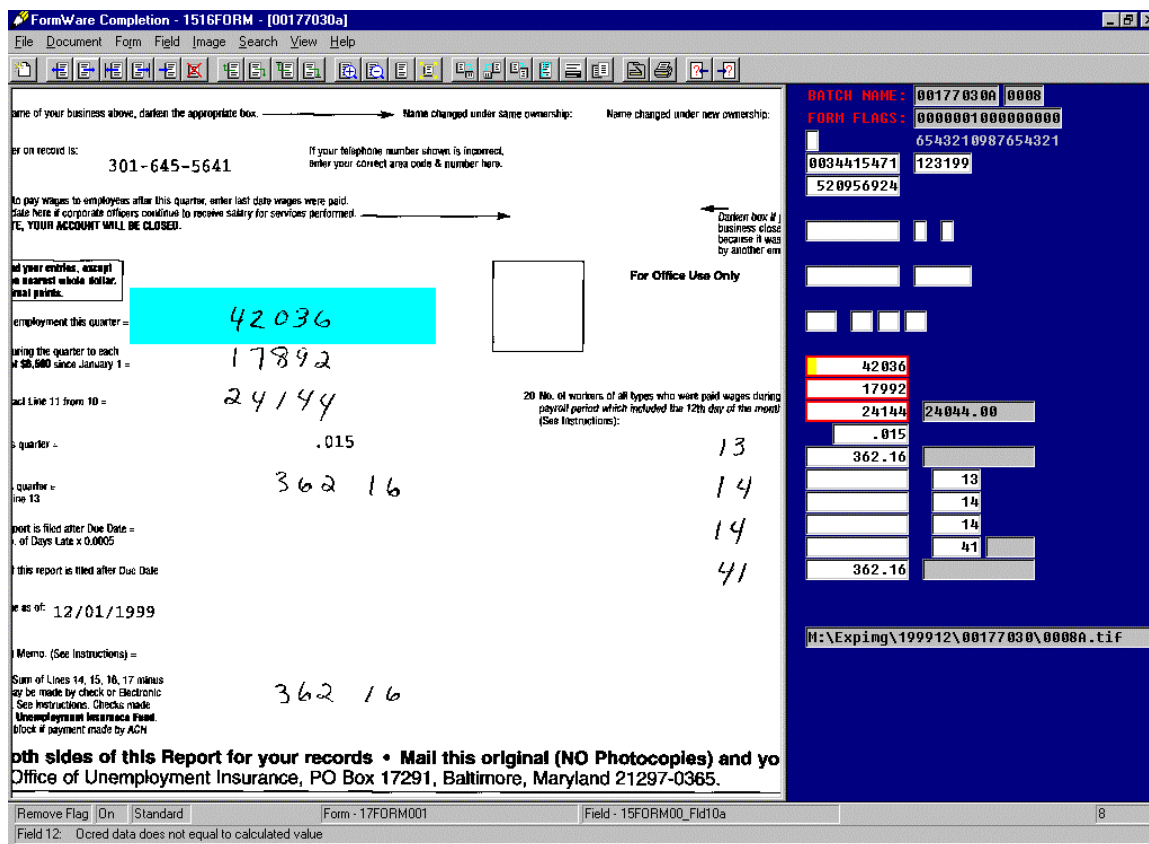 FormWare Completion - 1516FORM - [00177030a]
File Document Form Field Image Search View Help
ame of your business above, darken the appropriate box. Name changed under same ownership: Name changed under new ownership:
er on record is: 301-645-5641 If your telephone number shown is incorrect,
enter your correct area code & number here.
to pay wages to employees after this quarter, enter last date wages were paid.
date here if corporate officers continue to receive salary for services performed.
TE, YOUR ACCOUNT WILL BE CLOSED.
Darken box if
business close
because it was
by another em
d your entries, except
nearest whole dollar.
mal points.
For Office Use Only
employment this quarter = 42036
uring the quarter to each
of $8,500 since January 1 = 17892
act Line 11 from 10 = 24144
20 No. of workers of all types who were paid wages during
payroll period which included the 12th day of the month
(See Instructions):
s quarter = .015 13
quarter =
ine 13 362 16 14
port is filed after Due Date =
. of Days Late x 0.0005 14
f this report is filed after Due Date 41
e as of: 12/01/1999
l Memo. (See Instructions) =
Sum of Lines 14, 15, 16, 17 minus
ay be made by check or Electronic
See Instructions. Checks made
Unemployment Insurance Fund.
block if payment made by ACH
362 16
oth sides of this Report for your records • Mail this original (NO Photocopies) and yo
Office of Unemployment Insurance, PO Box 17291, Baltimore, Maryland 21297-0365.
BATCH NAME: 00177030A 0008
FORM FLAGS: 0000001000000000
6543210987654321
0034415471 123199
520956924
42036
17992
24144 24044.00
.015
362.16
13
14
14
41
362.16
M:\Expimg\199912\00177030\0008A.tif
Remove Flag On Standard Form - 17FORM001 Field - 15FORM00_Fld10a 8
Field 12: Ocred data does not equal to calculated value